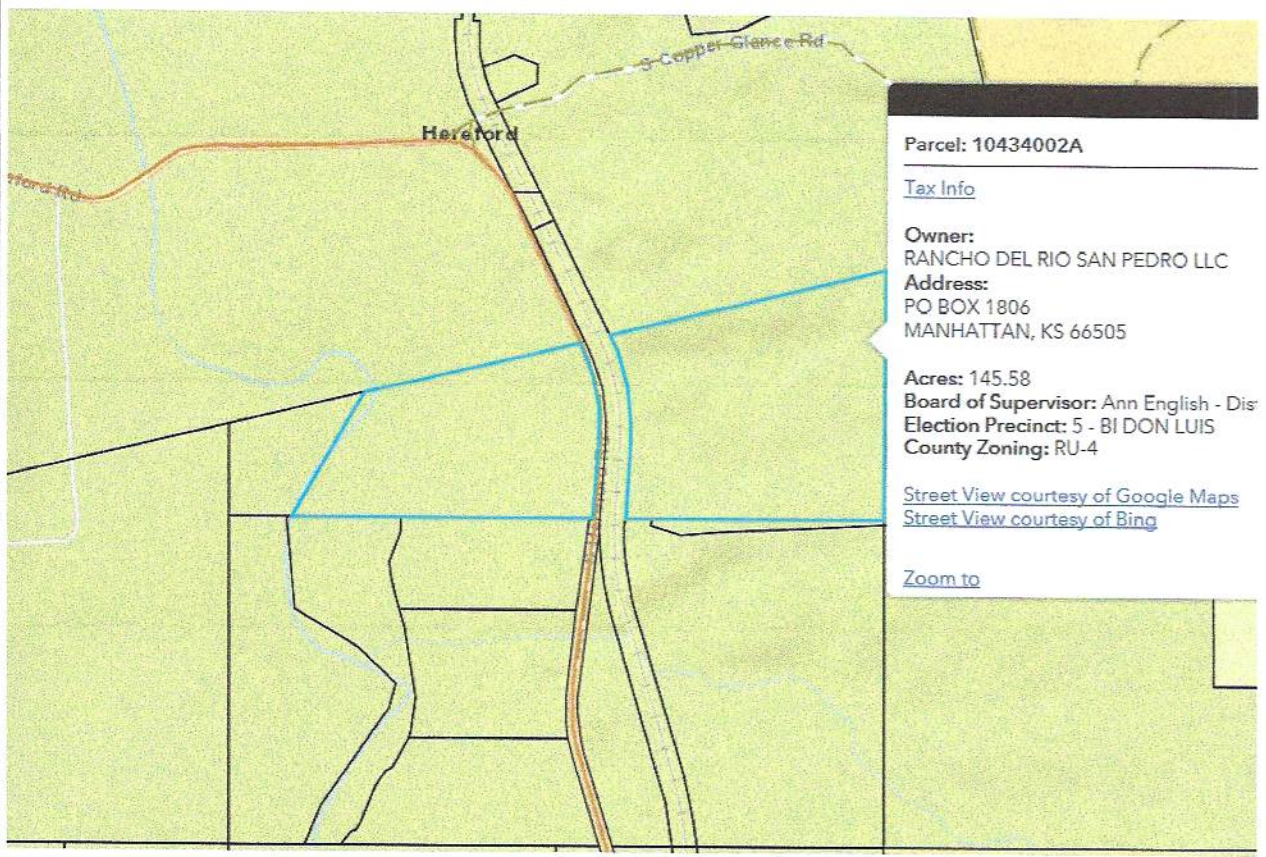 S Copper Glance Rd
Hereford
eford Rd
Parcel: 10434002A
Tax Info
Owner:
RANCHO DEL RIO SAN PEDRO LLC
Address:
PO BOX 1806
MANHATTAN, KS 66505
Acres: 145.58
Board of Supervisor: Ann English - Dis
Election Precinct: 5 - BI DON LUIS
County Zoning: RU-4
Street View courtesy of Google Maps
Street View courtesy of Bing
Zoom to